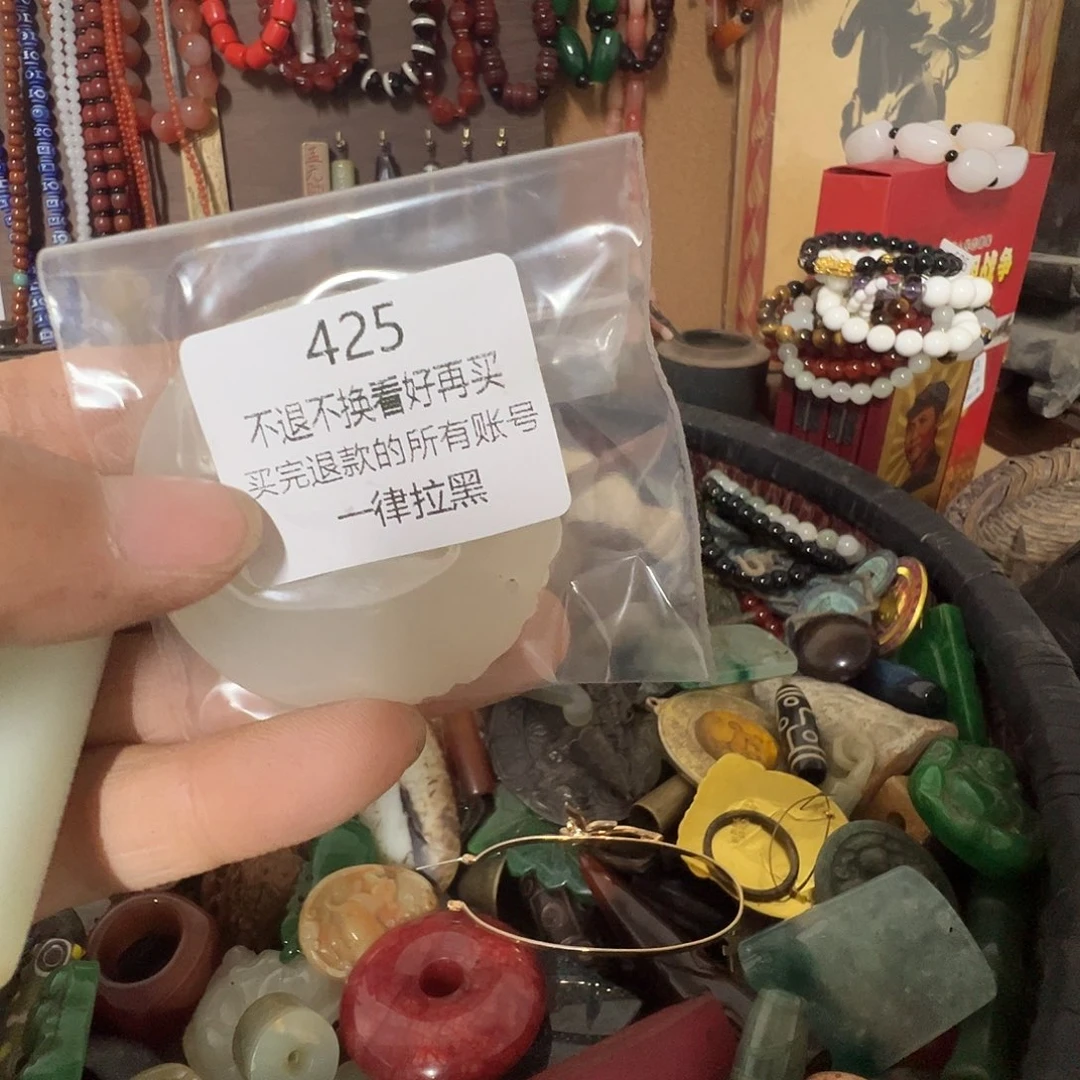 425
不退不换看好再买
买完退款的所有账号
一律拉黑